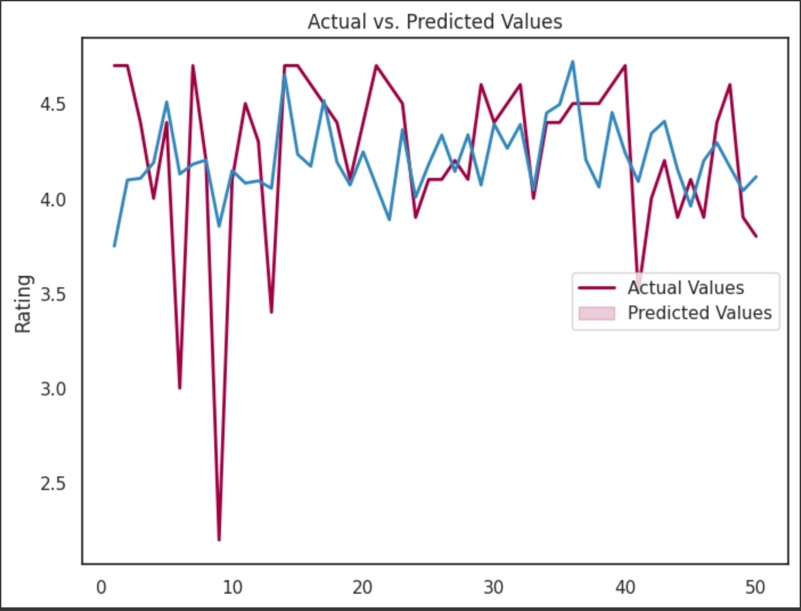 Actual vs. Predicted Values
4.5
4.0
3.5
3.0
2.5
Rating
Actual Values
Predicted Values
0 10 20 30 40 50